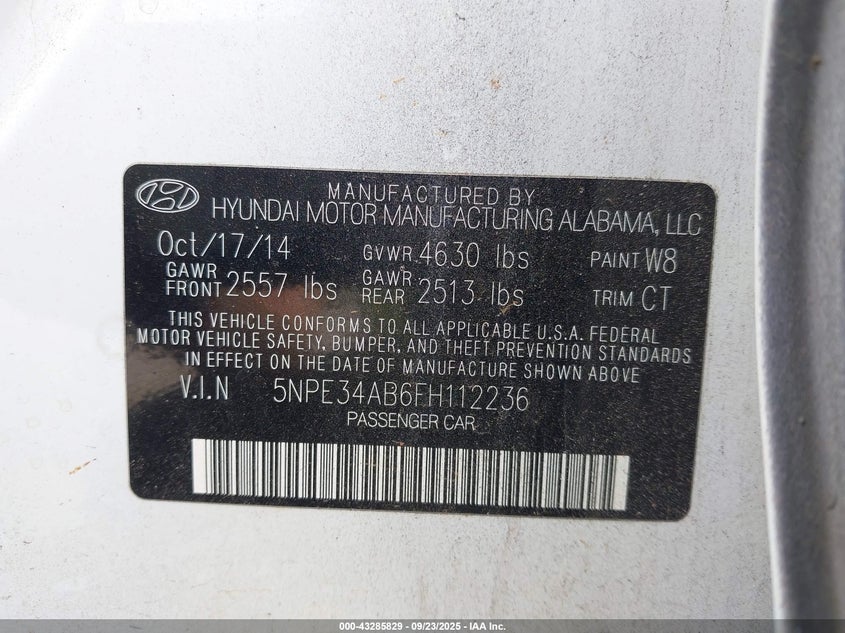 MANUFACTURED BY
HYUNDAI MOTOR MANUFACTURING ALABAMA, LLC
Oct/17/14 GVWR 4630 lbs PAINT W8
GAWR FRONT 2557 lbs GAWR REAR 2513 lbs TRIM CT
THIS VEHICLE CONFORMS TO ALL APPLICABLE U.S.A. FEDERAL
MOTOR VEHICLE SAFETY, BUMPER, AND THEFT PREVENTION STANDARDS
IN EFFECT ON THE DATE OF MANUFACTURE SHOWN ABOVE
V.I.N 5NPE34AB6FH112236
PASSENGER CAR
000-43285829 - 09/23/2025 - IAA Inc.